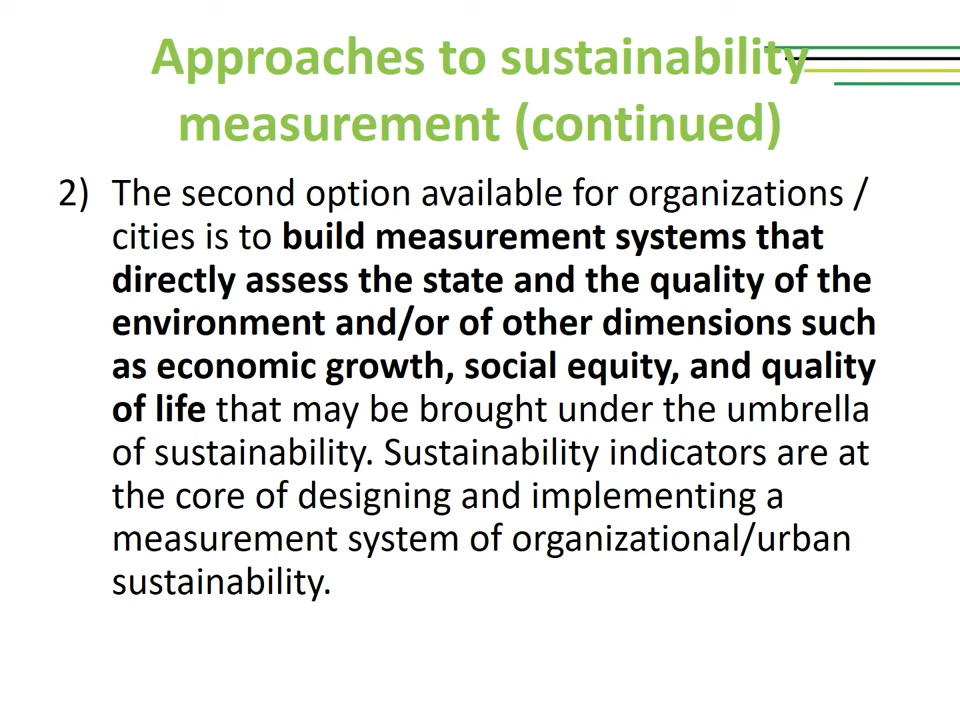 Approaches to sustainability
measurement (continued)
2) The second option available for organizations /
cities is to build measurement systems that
directly assess the state and the quality of the
environment and/or of other dimensions such
as economic growth, social equity, and quality
of life that may be brought under the umbrella
of sustainability. Sustainability indicators are at
the core of designing and implementing a
measurement system of organizational/urban
sustainability.